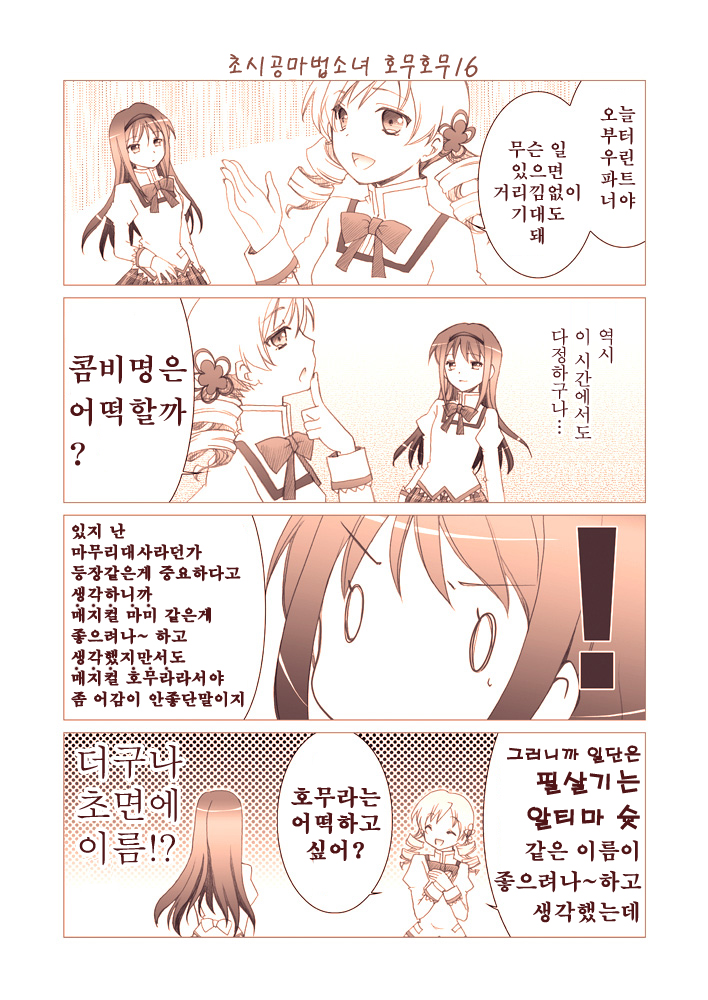 초시공마법소녀 호무호무16
오늘
터린트야
부우파너
무슨 일
있으면
거리낌없이
기대도
돼
역시
이 시간에서도
다정하구나…
콤비명은
어떡할까
?
!
있지 난
마무리대사라던가
등장같은게 중요하다고
생각하니까
매지컬 마미 같은게
좋으려나~ 하고
생각했지만서도
매지컬 호무라라서야
좀 어감이 안좋단말이지
그러니까 일단은
필살기는
알티마 슛
같은 이름이
좋으려나~하고
생각했는데
호무라는
어떡하고
싶어?
더구나
초면에
이름!?